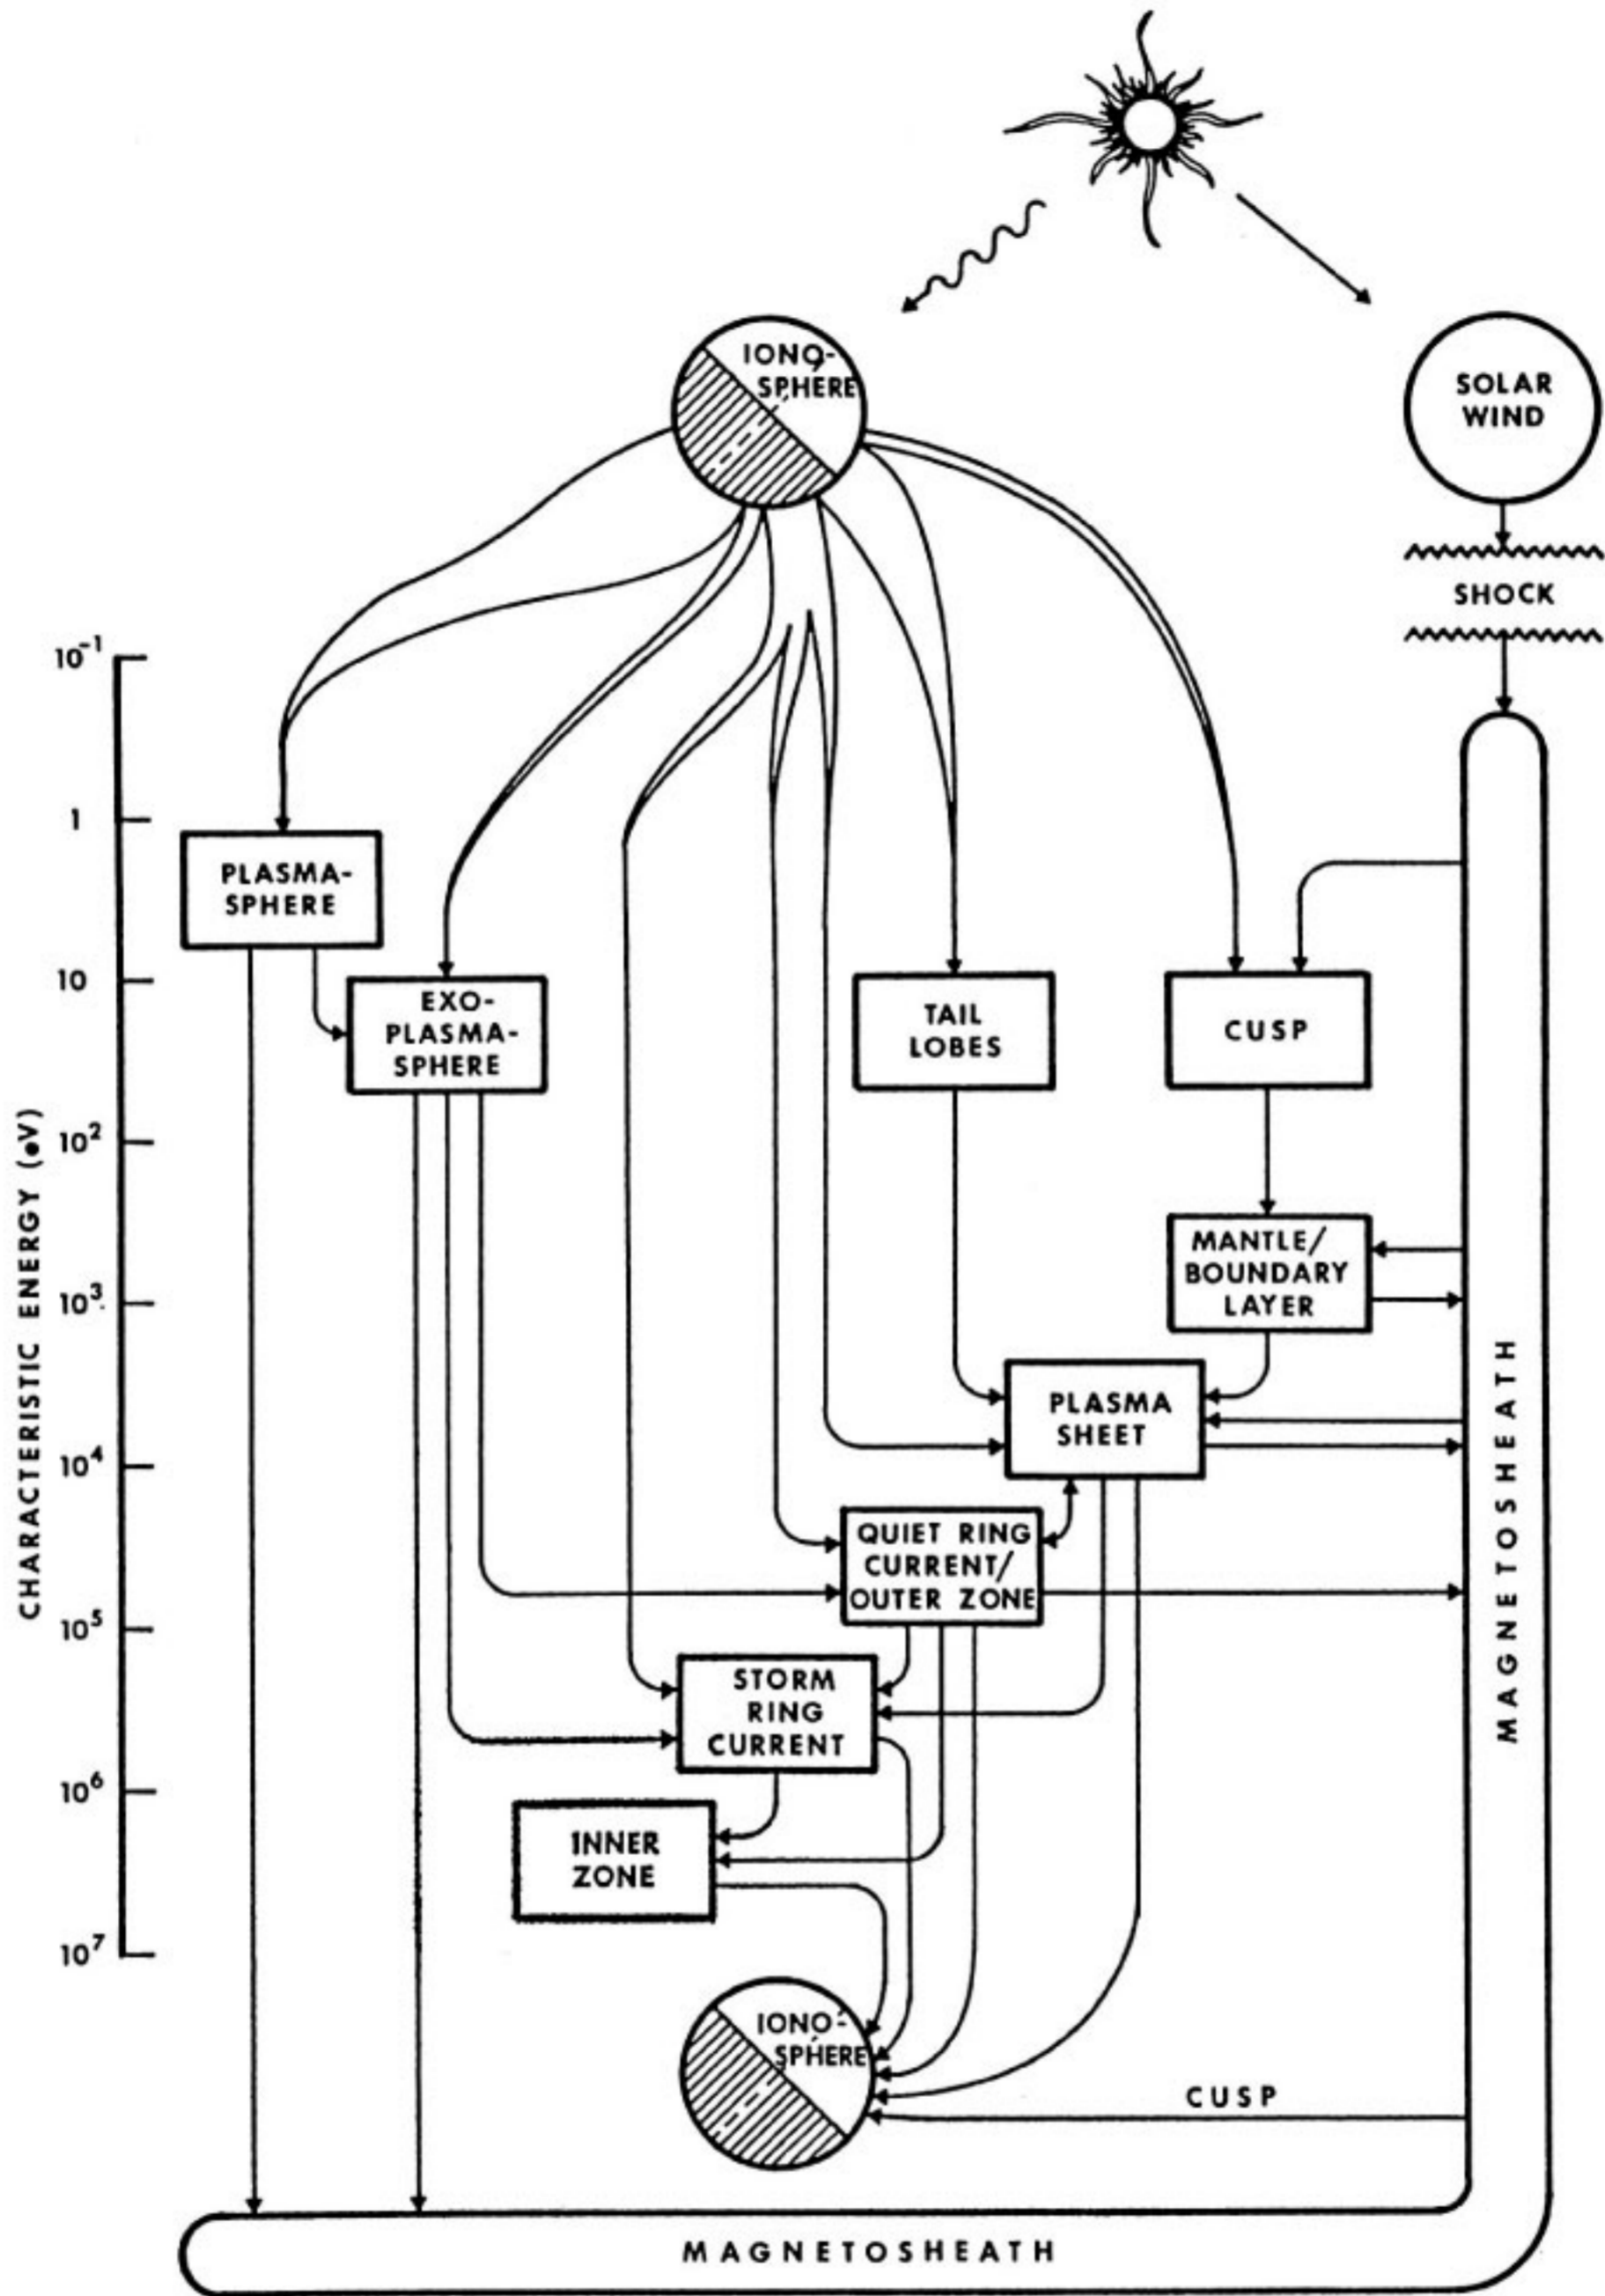 IONO-
SPHERE
SOLAR
WIND
SHOCK
10-1
1
PLASMA-
SPHERE
10
EXO-
PLASMA-
SPHERE
TAIL
LOBES
CUSP
102
MANTLE/
BOUNDARY
LAYER
103
CHARACTERISTIC ENERGY (eV)
PLASMA
SHEET
104
QUIET RING
CURRENT/
OUTER ZONE
MAGNETOSHEATH
105
STORM
RING
CURRENT
106
INNER
ZONE
107
IONO-
SPHERE
CUSP
MAGNETOSHEATH